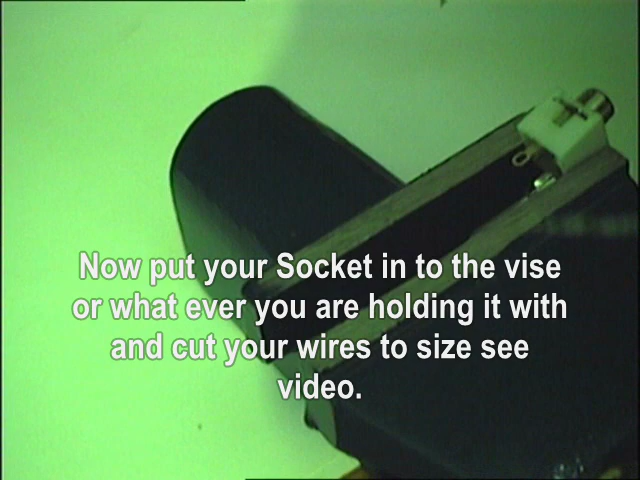 Now put your Socket in to the vise
or what ever you are holding it with
and cut your wires to size see
video.